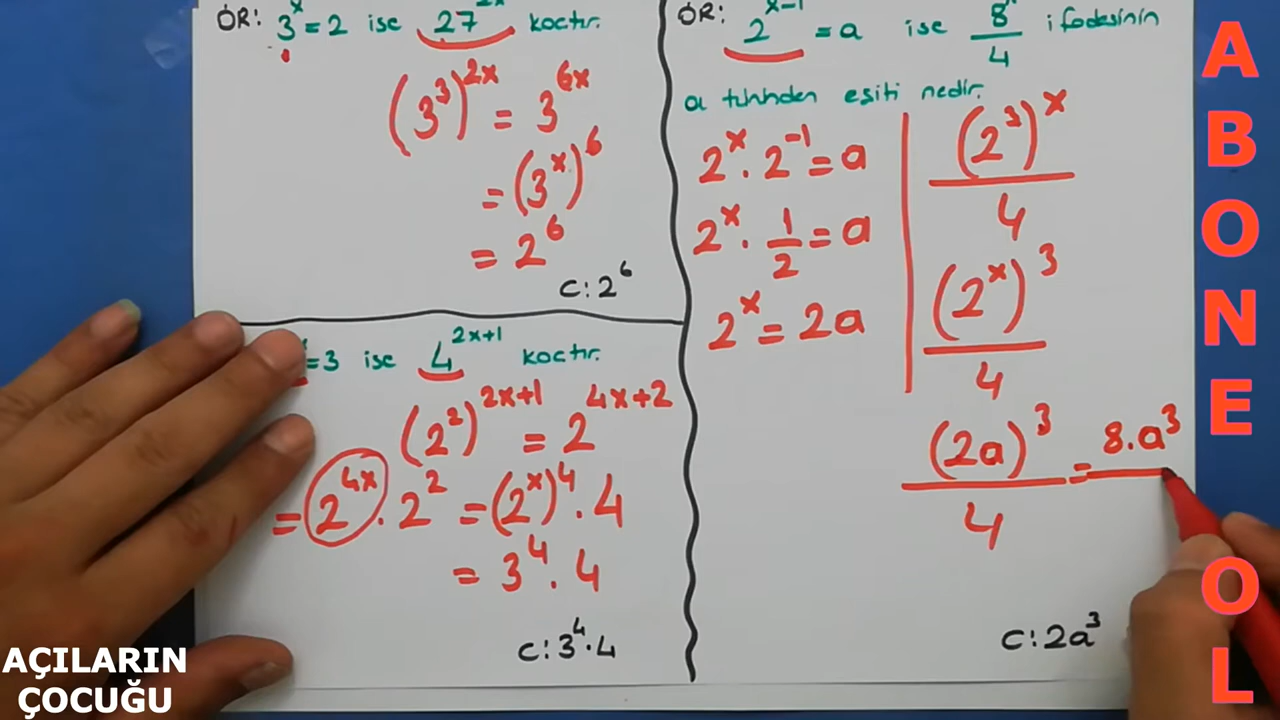 ÖR: 3^x = 2 ise 27^2x kaçtır.
(3^3)^2x = 3^6x
= (3^x)^6
= 2^6
C: 2^6
=3 ise 4^2x+1 kaçtır.
(2^2)^2x+1 = 2^4x+2
= 2^4x . 2^2 = (2^x)^4 . 4
= 3^4 . 4
C: 3^4 . 4
ÖR: 2^x-1 = a ise 8^x/4 ifadesinin
a türünden eşiti nedir.
2^x . 2^-1 = a
2^x . 1/2 = a
2^x = 2a
(2^3)^x/4
(2^x)^3/4
(2a)^3/4 = 8.a^3
C: 2a^3
ABONE
OL
AÇILARIN
ÇOCUĞU